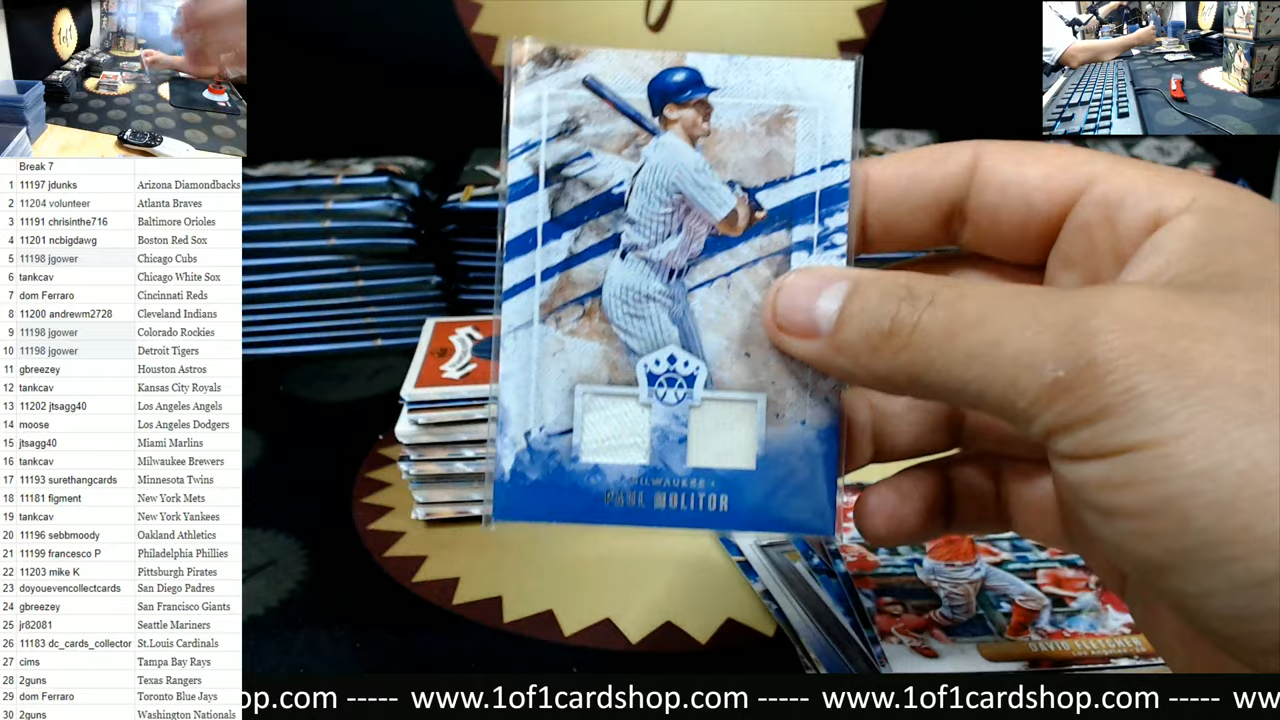 1of1
Break 7
1 11197 jdunks Arizona Diamondbacks
2 11204 volunteer Atlanta Braves
3 11191 chrisinthe716 Baltimore Orioles
4 11201 ncbigdawg Boston Red Sox
5 11198 jgower Chicago Cubs
6 tankcav Chicago White Sox
7 dom Ferraro Cincinnati Reds
8 11200 andrewm2728 Cleveland Indians
9 11198 jgower Colorado Rockies
10 11198 jgower Detroit Tigers
11 gbreezey Houston Astros
12 tankcav Kansas City Royals
13 11202 jtsagg40 Los Angeles Angels
14 moose Los Angeles Dodgers
15 jtsagg40 Miami Marlins
16 tankcav Milwaukee Brewers
17 11193 surethangcards Minnesota Twins
18 11181 figment New York Mets
19 tankcav New York Yankees
20 11196 sebbmoody Oakland Athletics
21 11199 francesco P Philadelphia Phillies
22 11203 mike K Pittsburgh Pirates
23 doyouevencollectcards San Diego Padres
24 gbreezey San Francisco Giants
25 jr82081 Seattle Mariners
26 11183 dc_cards_collector St.Louis Cardinals
27 cims Tampa Bay Rays
28 2guns Texas Rangers
29 dom Ferraro Toronto Blue Jays
30 2guns Washington Nationals
MILWAUKEE
PAUL MOLITOR
DAVID FLETCHER
Los Angeles
op.com ----- www.1of1cardshop.com ----- www.1of1cardshop.com ----- ww